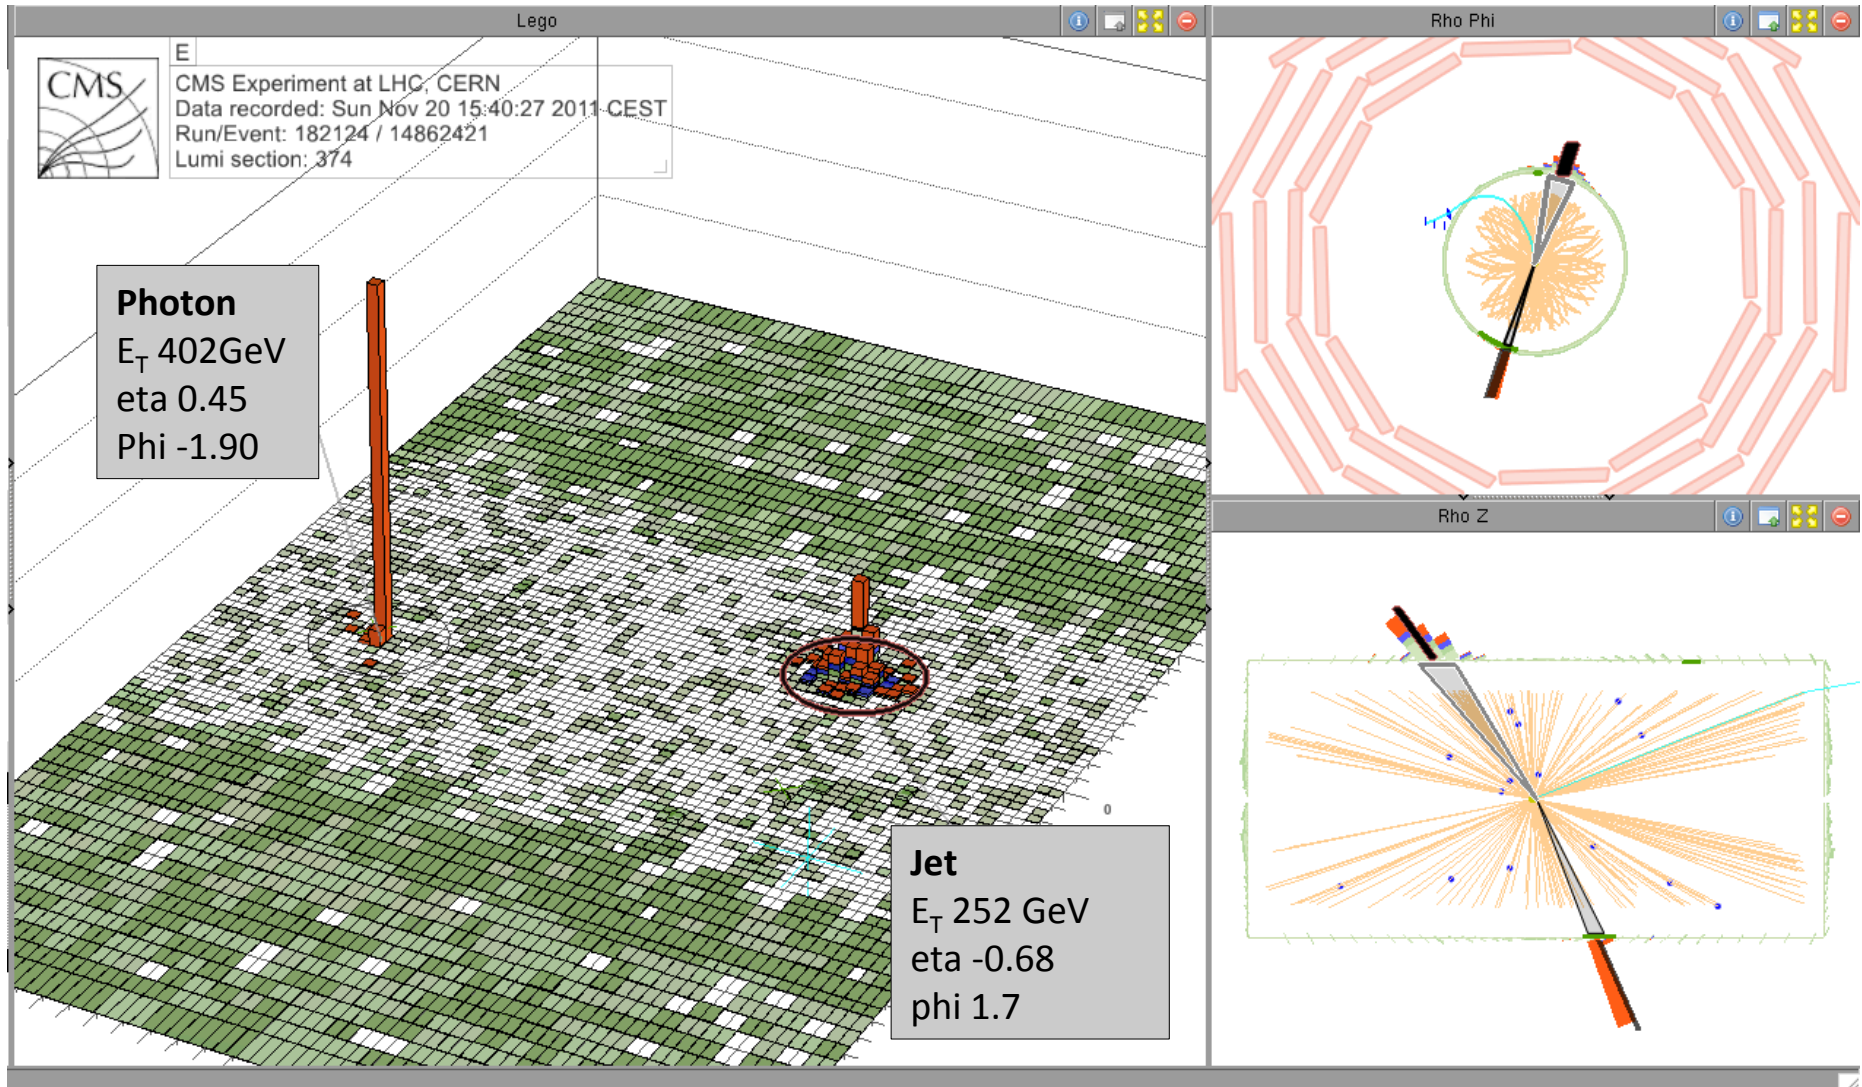 Lego
E
CMS
CMS Experiment at LHC, CERN
Data recorded: Sun Nov 20 15:40:27 2011 CEST
Run/Event: 182124 / 14862421
Lumi section: 374
Photon
E_T 402GeV
eta 0.45
Phi -1.90
0
Jet
E_T 252 GeV
eta -0.68
phi 1.7
Rho Phi
Rho Z